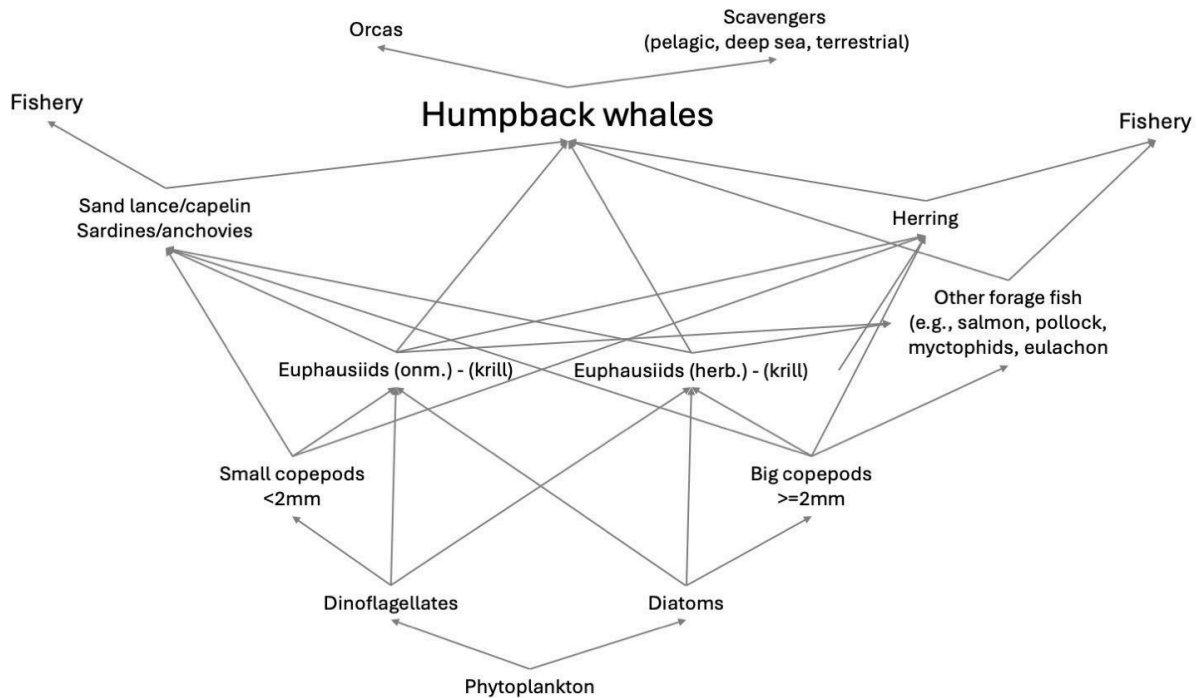 Orcas
Scavengers
(pelagic, deep sea, terrestrial)
Fishery
Humpback whales
Fishery
Sand lance/capelin
Sardines/anchovies
Herring
Other forage fish
(e.g., salmon, pollock,
myctophids, eulachon
Euphausiids (onm.) - (krill)
Euphausiids (herb.) - (krill)
Small copepods
<2mm
Big copepods
>=2mm
Dinoflagellates
Diatoms
Phytoplankton